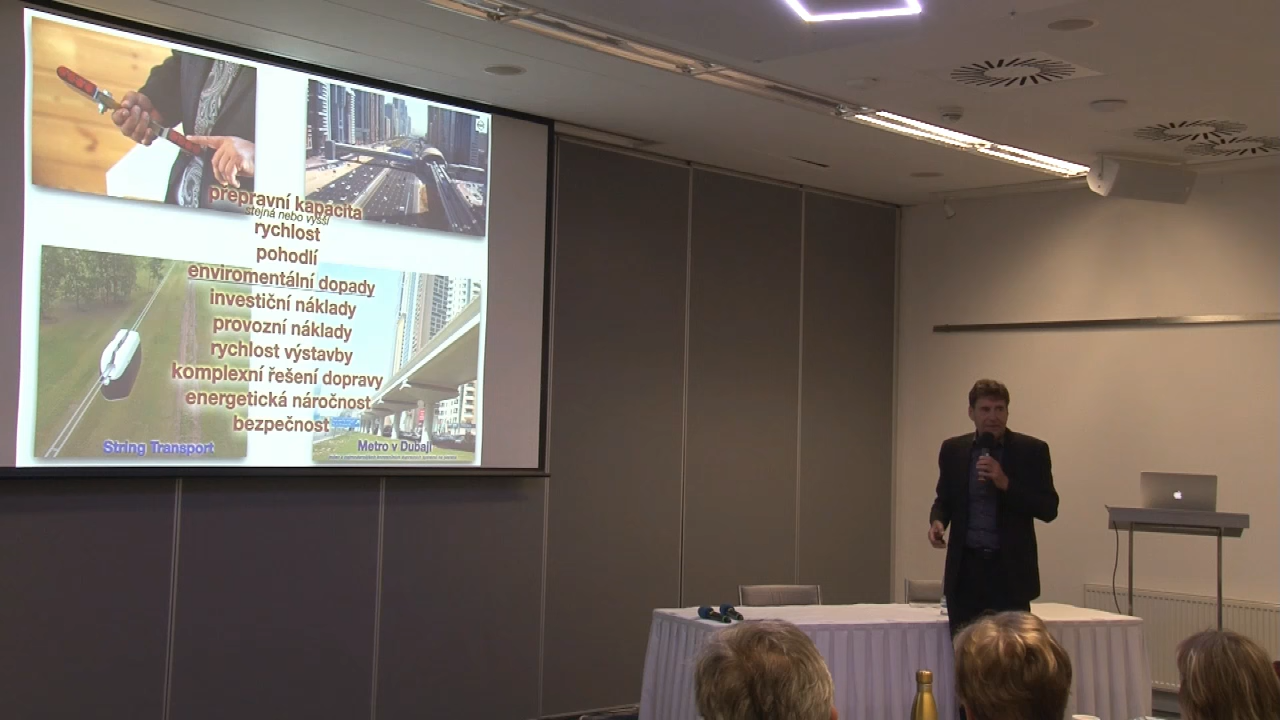 přepravní kapacita
stejná nebo vyšší
rychlost
pohodlí
enviromentální dopady
investiční náklady
provozní náklady
rychlost výstavby
komplexní řešení dopravy
energetická náročnost
bezpečnost
String Transport
Metro v Dubaji